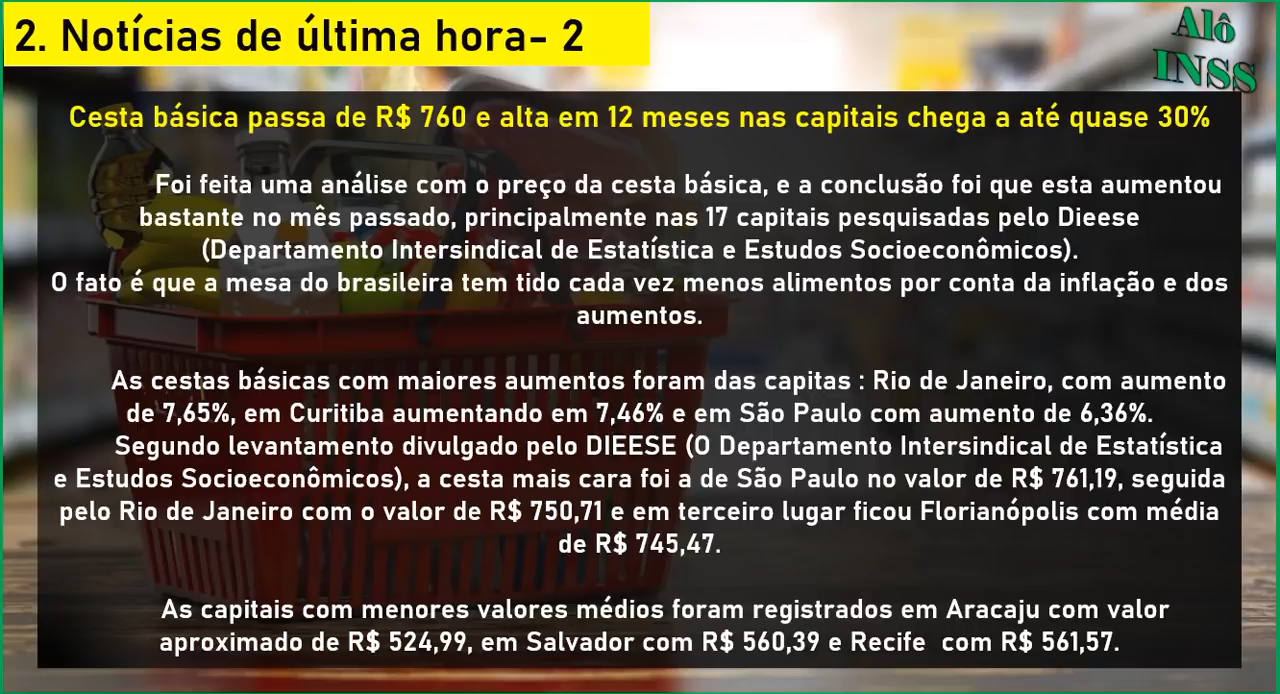 2. Notícias de última hora- 2
Alô
INSS
Cesta básica passa de R$ 760 e alta em 12 meses nas capitais chega a até quase 30%
Foi feita uma análise com o preço da cesta básica, e a conclusão foi que esta aumentou
bastante no mês passado, principalmente nas 17 capitais pesquisadas pelo Dieese
(Departamento Intersindical de Estatística e Estudos Socioeconômicos).
O fato é que a mesa do brasileira tem tido cada vez menos alimentos por conta da inflação e dos
aumentos.
As cestas básicas com maiores aumentos foram das capitas : Rio de Janeiro, com aumento
de 7,65%, em Curitiba aumentando em 7,46% e em São Paulo com aumento de 6,36%.
Segundo levantamento divulgado pelo DIEESE (O Departamento Intersindical de Estatística
e Estudos Socioeconômicos), a cesta mais cara foi a de São Paulo no valor de R$ 761,19, seguida
pelo Rio de Janeiro com o valor de R$ 750,71 e em terceiro lugar ficou Florianópolis com média
de R$ 745,47.
As capitais com menores valores médios foram registrados em Aracaju com valor
aproximado de R$ 524,99, em Salvador com R$ 560,39 e Recife  com R$ 561,57.